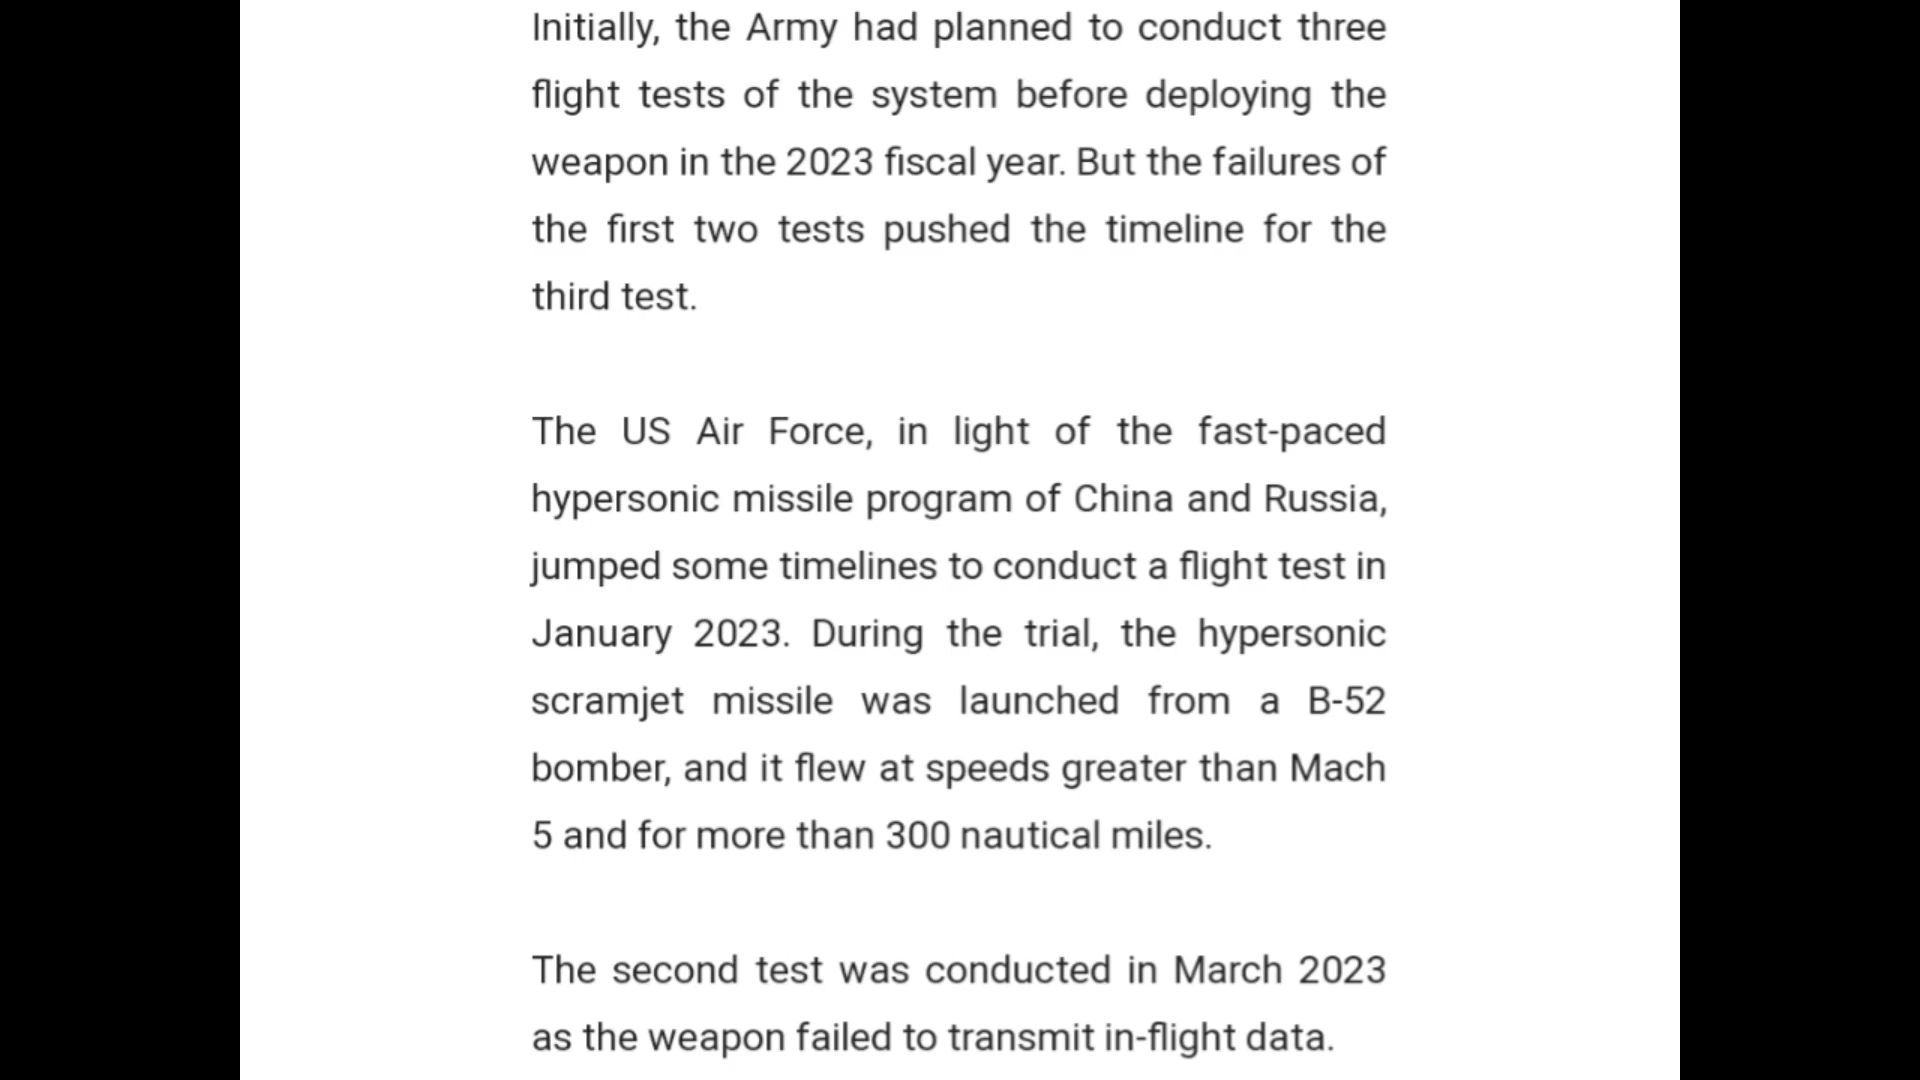 Initially, the Army had planned to conduct three
flight tests of the system before deploying the
weapon in the 2023 fiscal year. But the failures of
the first two tests pushed the timeline for the
third test.
The US Air Force, in light of the fast-paced
hypersonic missile program of China and Russia,
jumped some timelines to conduct a flight test in
January 2023. During the trial, the hypersonic
scramjet missile was launched from a B-52
bomber, and it flew at speeds greater than Mach
5 and for more than 300 nautical miles.
The second test was conducted in March 2023
as the weapon failed to transmit in-flight data.